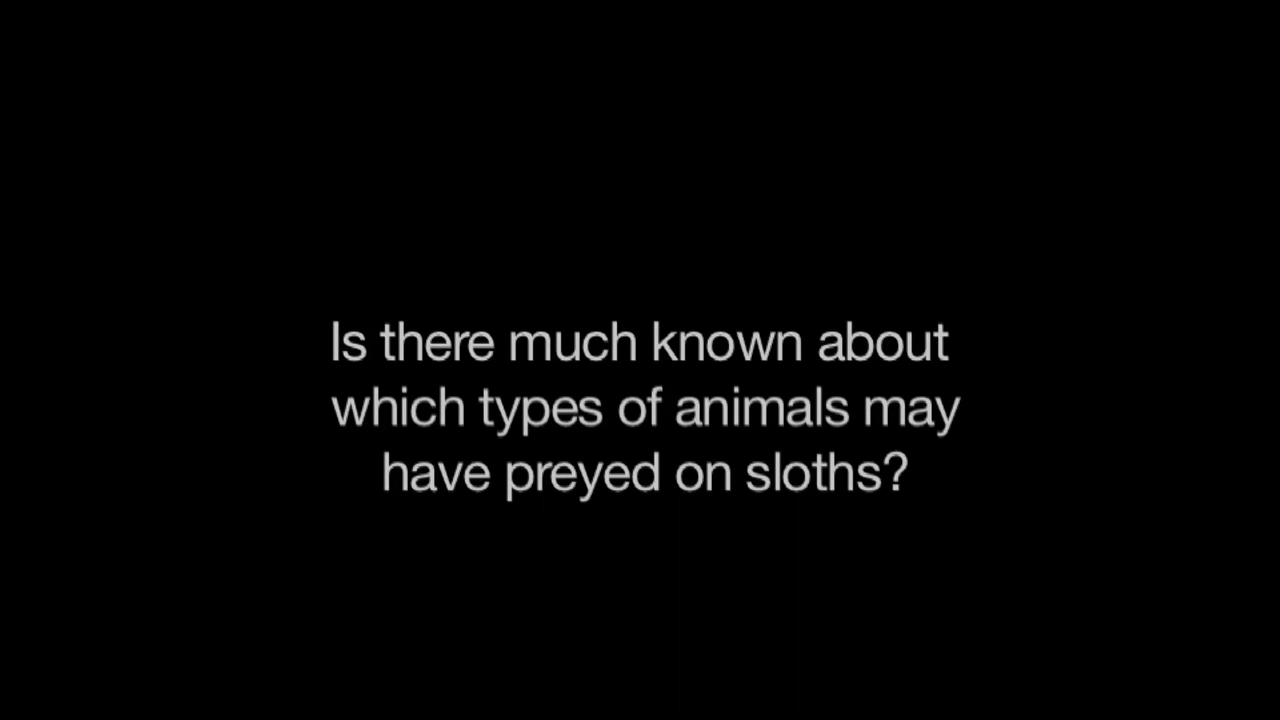 Is there much known about
which types of animals may
have preyed on sloths?